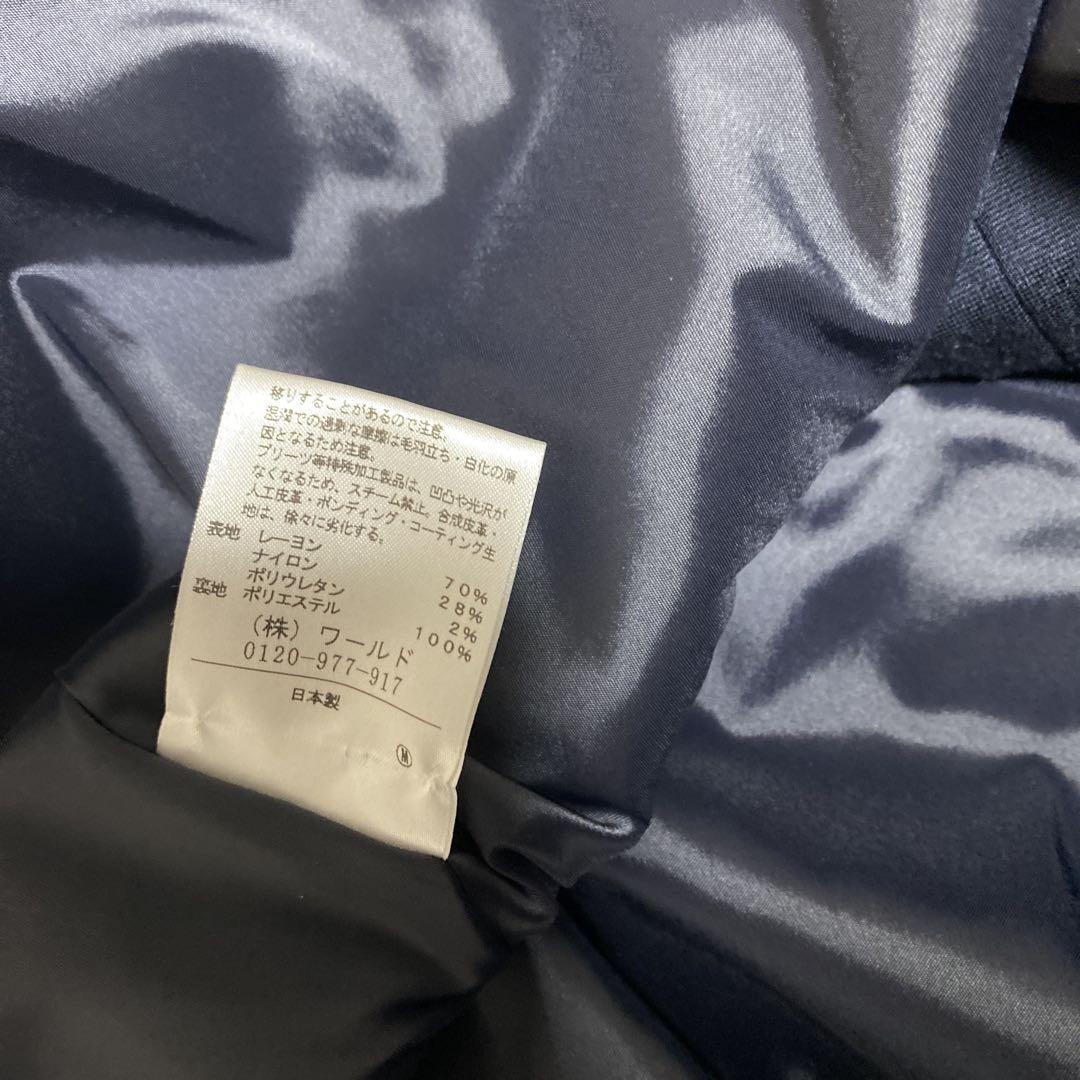 移りすることがあるので注意。
湿潤での過剰な摩擦は毛羽立ち・白化の原
因となるため注意。
プリーツ等特殊加工製品は、凹凸や光沢が
なくなるため、スチーム禁止。合成皮革・
人工皮革・ボンディング・コーティング生
地は、徐々に劣化する。
表地 レーヨン 70%
ナイロン 28%
ポリウレタン 2%
裏地 ポリエステル 100%
(株) ワールド
0120-977-917
日本製
M